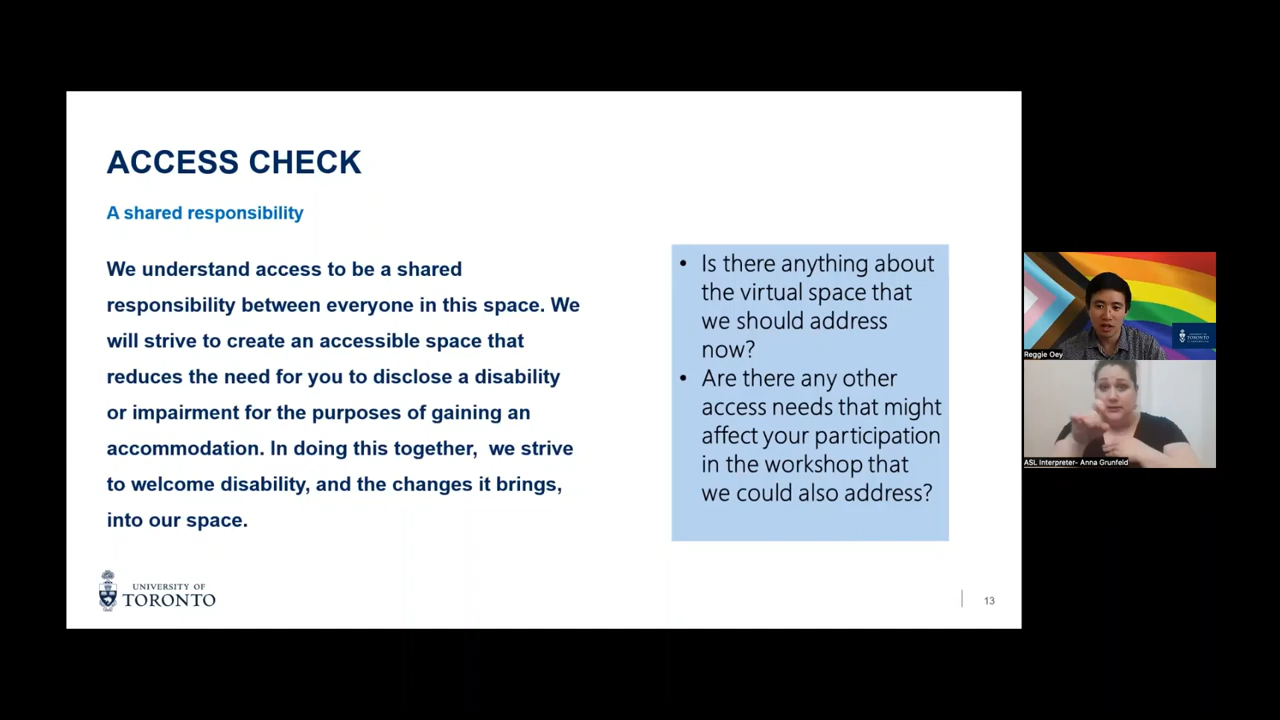 ACCESS CHECK
A shared responsibility
We understand access to be a shared
responsibility between everyone in this space. We
will strive to create an accessible space that
reduces the need for you to disclose a disability
or impairment for the purposes of gaining an
accommodation. In doing this together,  we strive
to welcome disability, and the changes it brings,
into our space.
• Is there anything about
the virtual space that
we should address
now?
• Are there any other
access needs that might
affect your participation
in the workshop that
we could also address?
UNIVERSITY OF
TORONTO
13
UNIVERSITY OF
TORONTO
Reggie Oey
ASL Interpreter- Anna Grunfeld